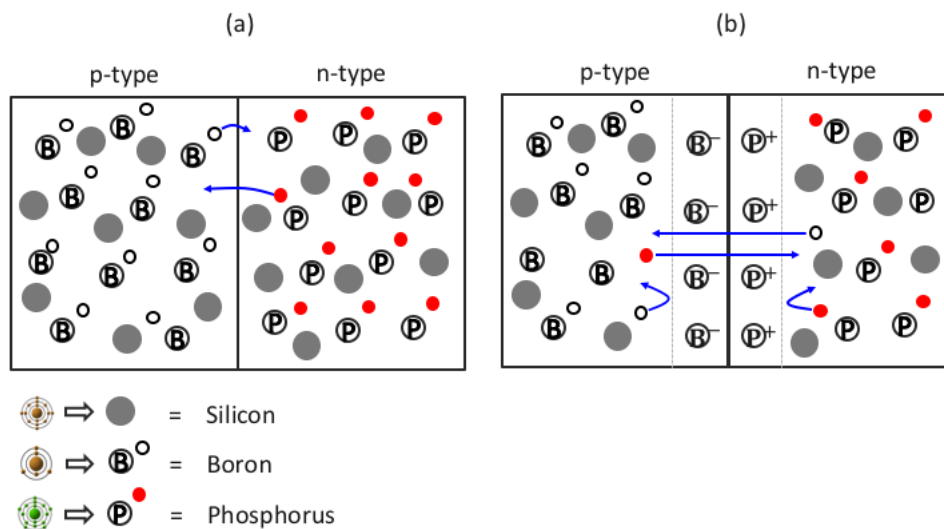 (a) (b)
p-type n-type p-type n-type
B B B P P P
B B P P P
B B B P P
B B P P P
B B B B⁻ P⁺ P P
B B B⁻ P⁺ P P
B B B⁻ P⁺ P
B B B⁻ P⁺ P P
= Silicon
B = Boron
P = Phosphorus